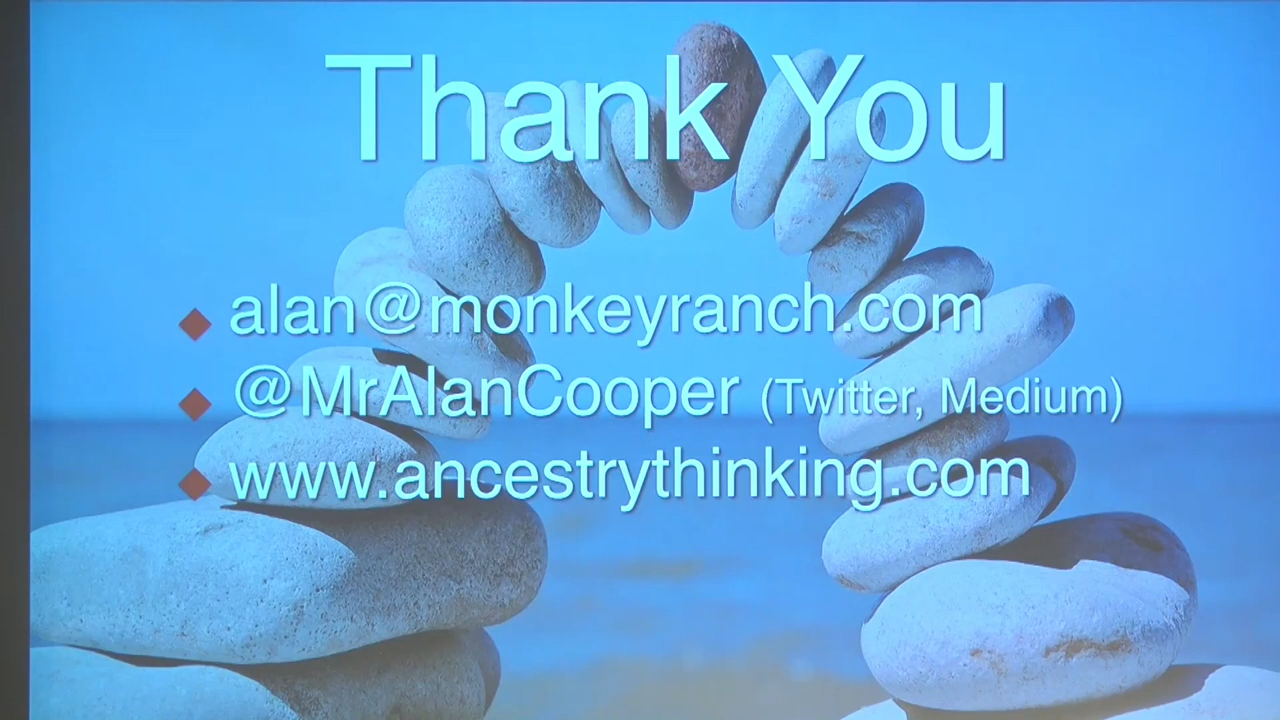 Thank You
alan@monkeyranch.com
@MrAlanCooper (Twitter, Medium)
www.ancestrythinking.com